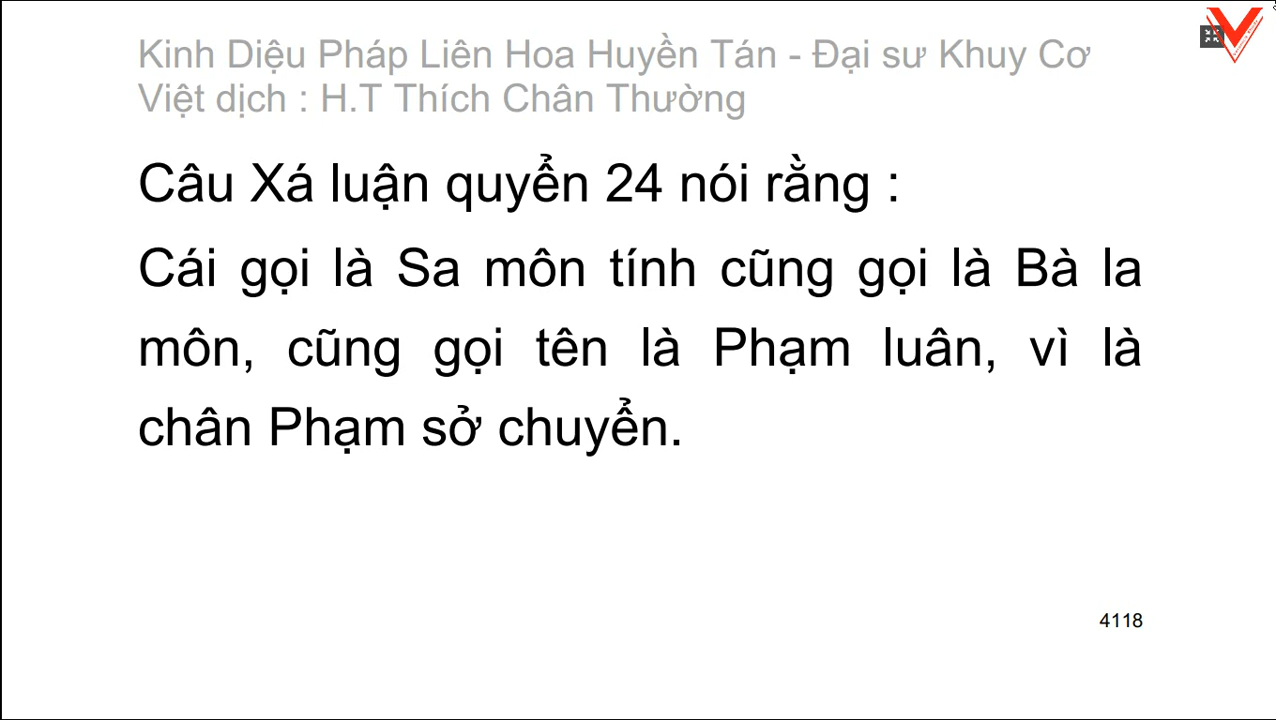 Kinh Diệu Pháp Liên Hoa Huyền Tán - Đại sư Khuy Cơ
Việt dịch : H.T Thích Chân Thường
Câu Xá luận quyển 24 nói rằng :
Cái gọi là Sa môn tính cũng gọi là Bà la
môn, cũng gọi tên là Phạm luân, vì là
chân Phạm sở chuyển.
4118